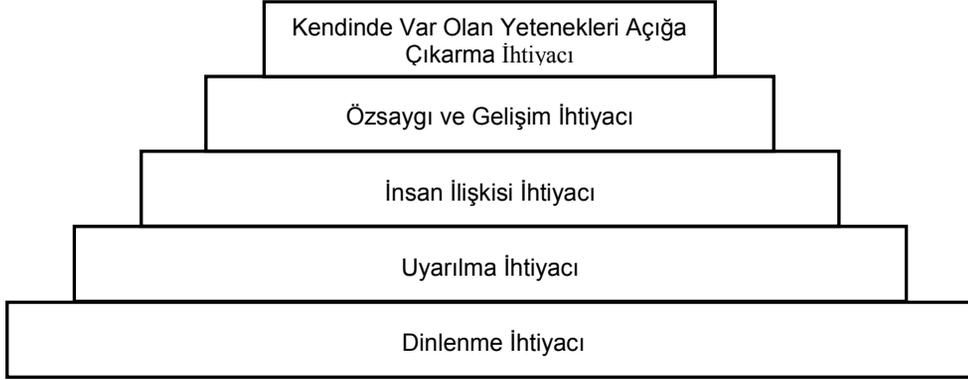 Kendinde Var Olan Yetenekleri Açığa
Çıkarma İhtiyacı
Özsaygı ve Gelişim İhtiyacı
İnsan İlişkisi İhtiyacı
Uyarılma İhtiyacı
Dinlenme İhtiyacı